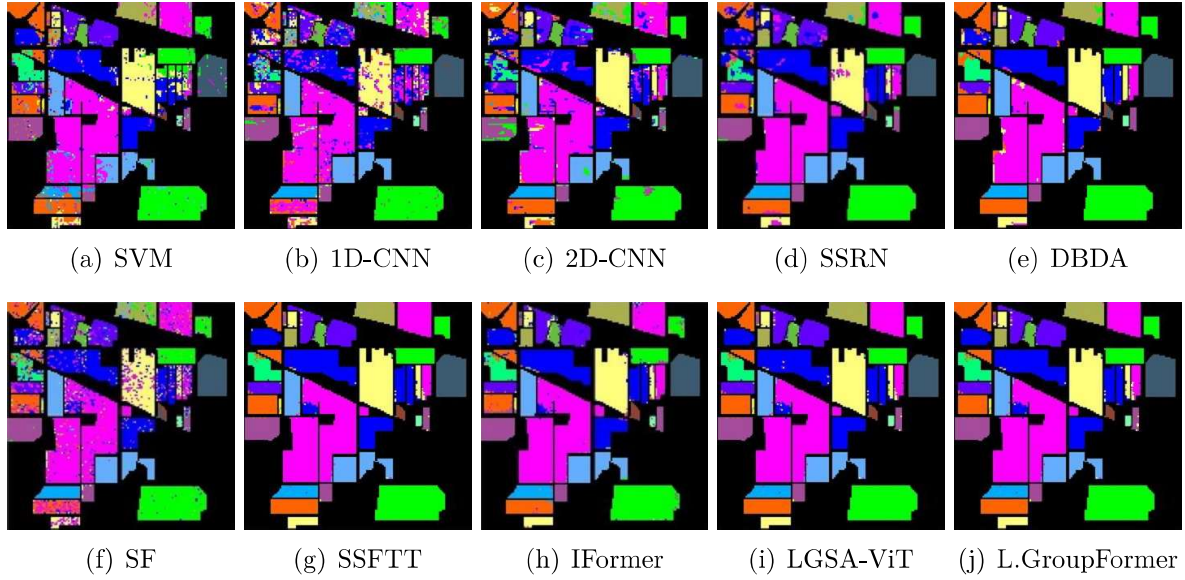 (a) SVM
(b) 1D-CNN
(c) 2D-CNN
(d) SSRN
(e) DBDA
(f) SF
(g) SSFTT
(h) IFormer
(i) LGSA-ViT
(j) L.GroupFormer